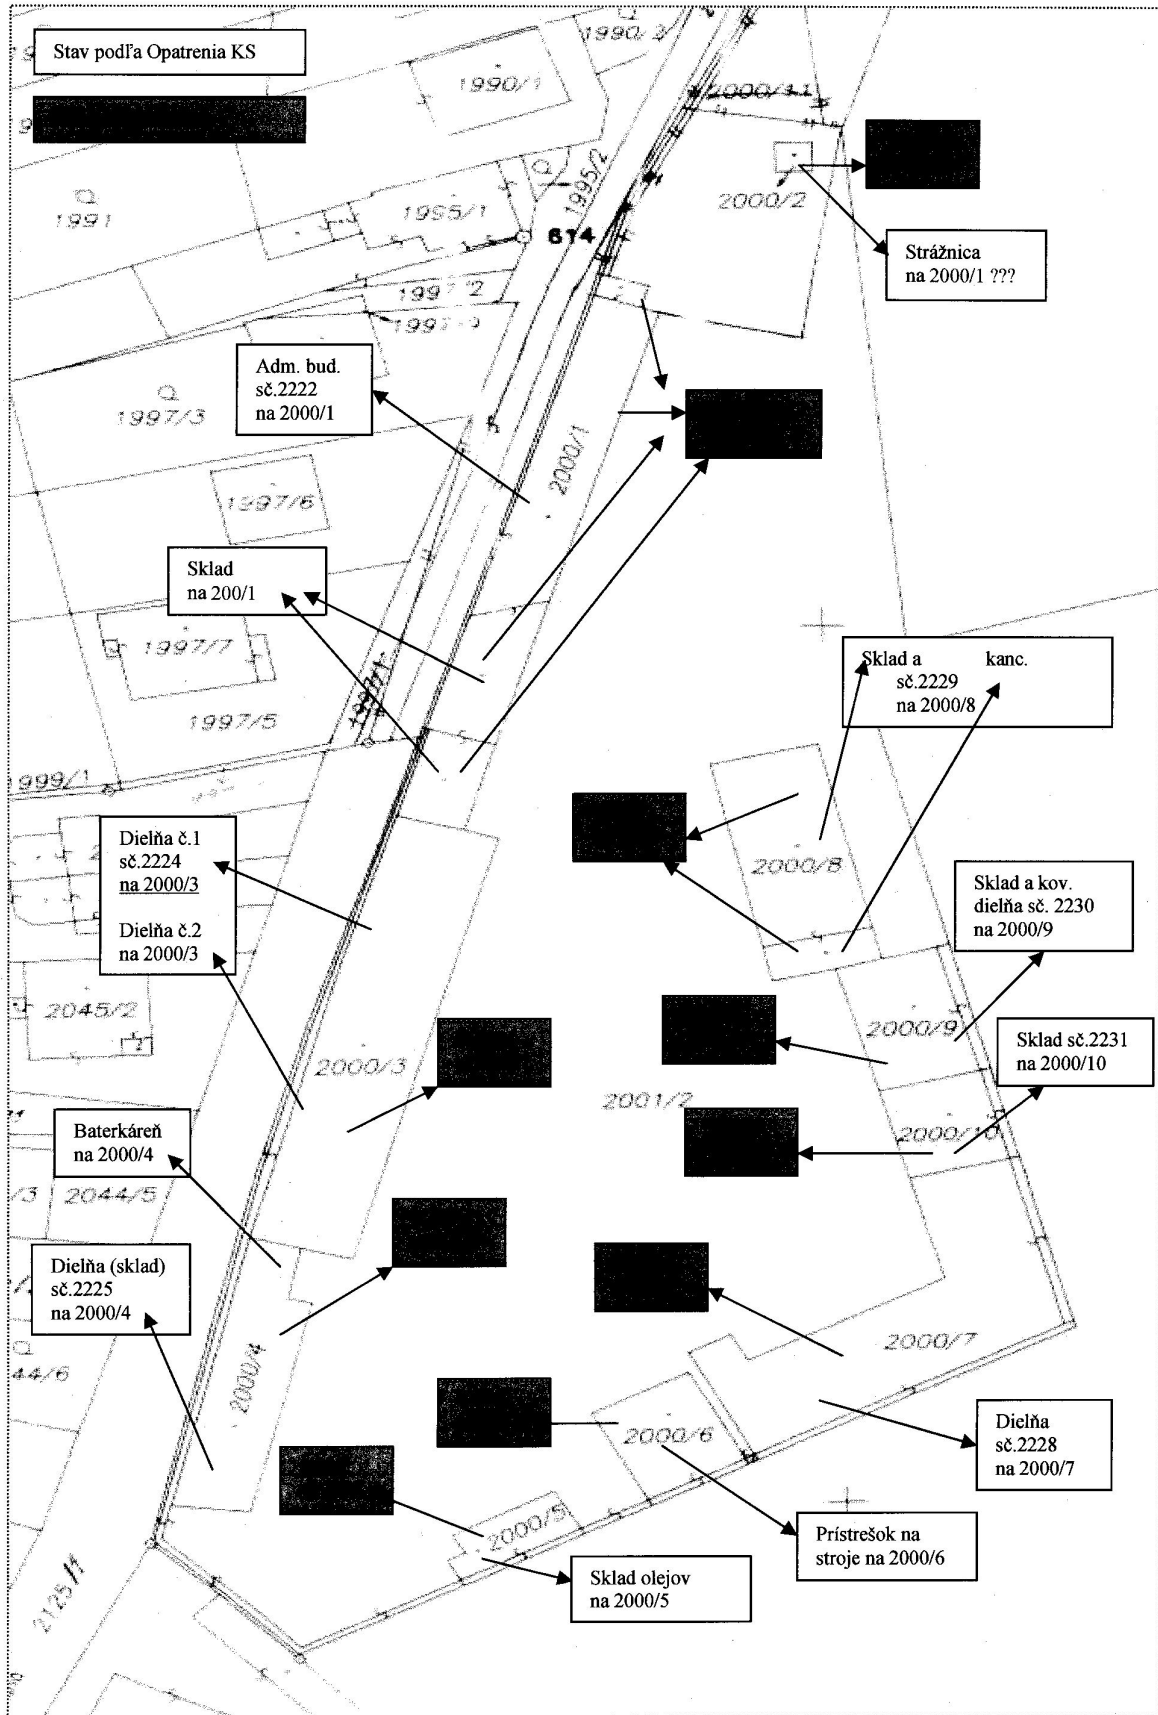 Stav podľa Opatrenia KS
1990/3
1990/1
2000/11
1991
1995/1
1995/2
614
2000/2
Strážnica
na 2000/1 ???
Adm. bud.
sč.2222
na 2000/1
1997/3
2000/1
1997/6
Sklad
na 200/1
1997/7
1997/1
1997/5
1999/1
Sklad a kanc.
sč.2229
na 2000/8
2000/8
Dielňa č.1
sč.2224
na 2000/3
Dielňa č.2
na 2000/3
Sklad a kov.
dielňa sč. 2230
na 2000/9
2045/2
2000/3
2000/9
Sklad sč.2231
na 2000/10
2001/2
2000/10
Baterkáreň
na 2000/4
/3
2044/5
Dielňa (sklad)
sč.2225
na 2000/4
44/6
2000/4
2000/7
2000/6
Dielňa
sč.2228
na 2000/7
2000/5
Prístrešok na
stroje na 2000/6
Sklad olejov
na 2000/5
2125/1